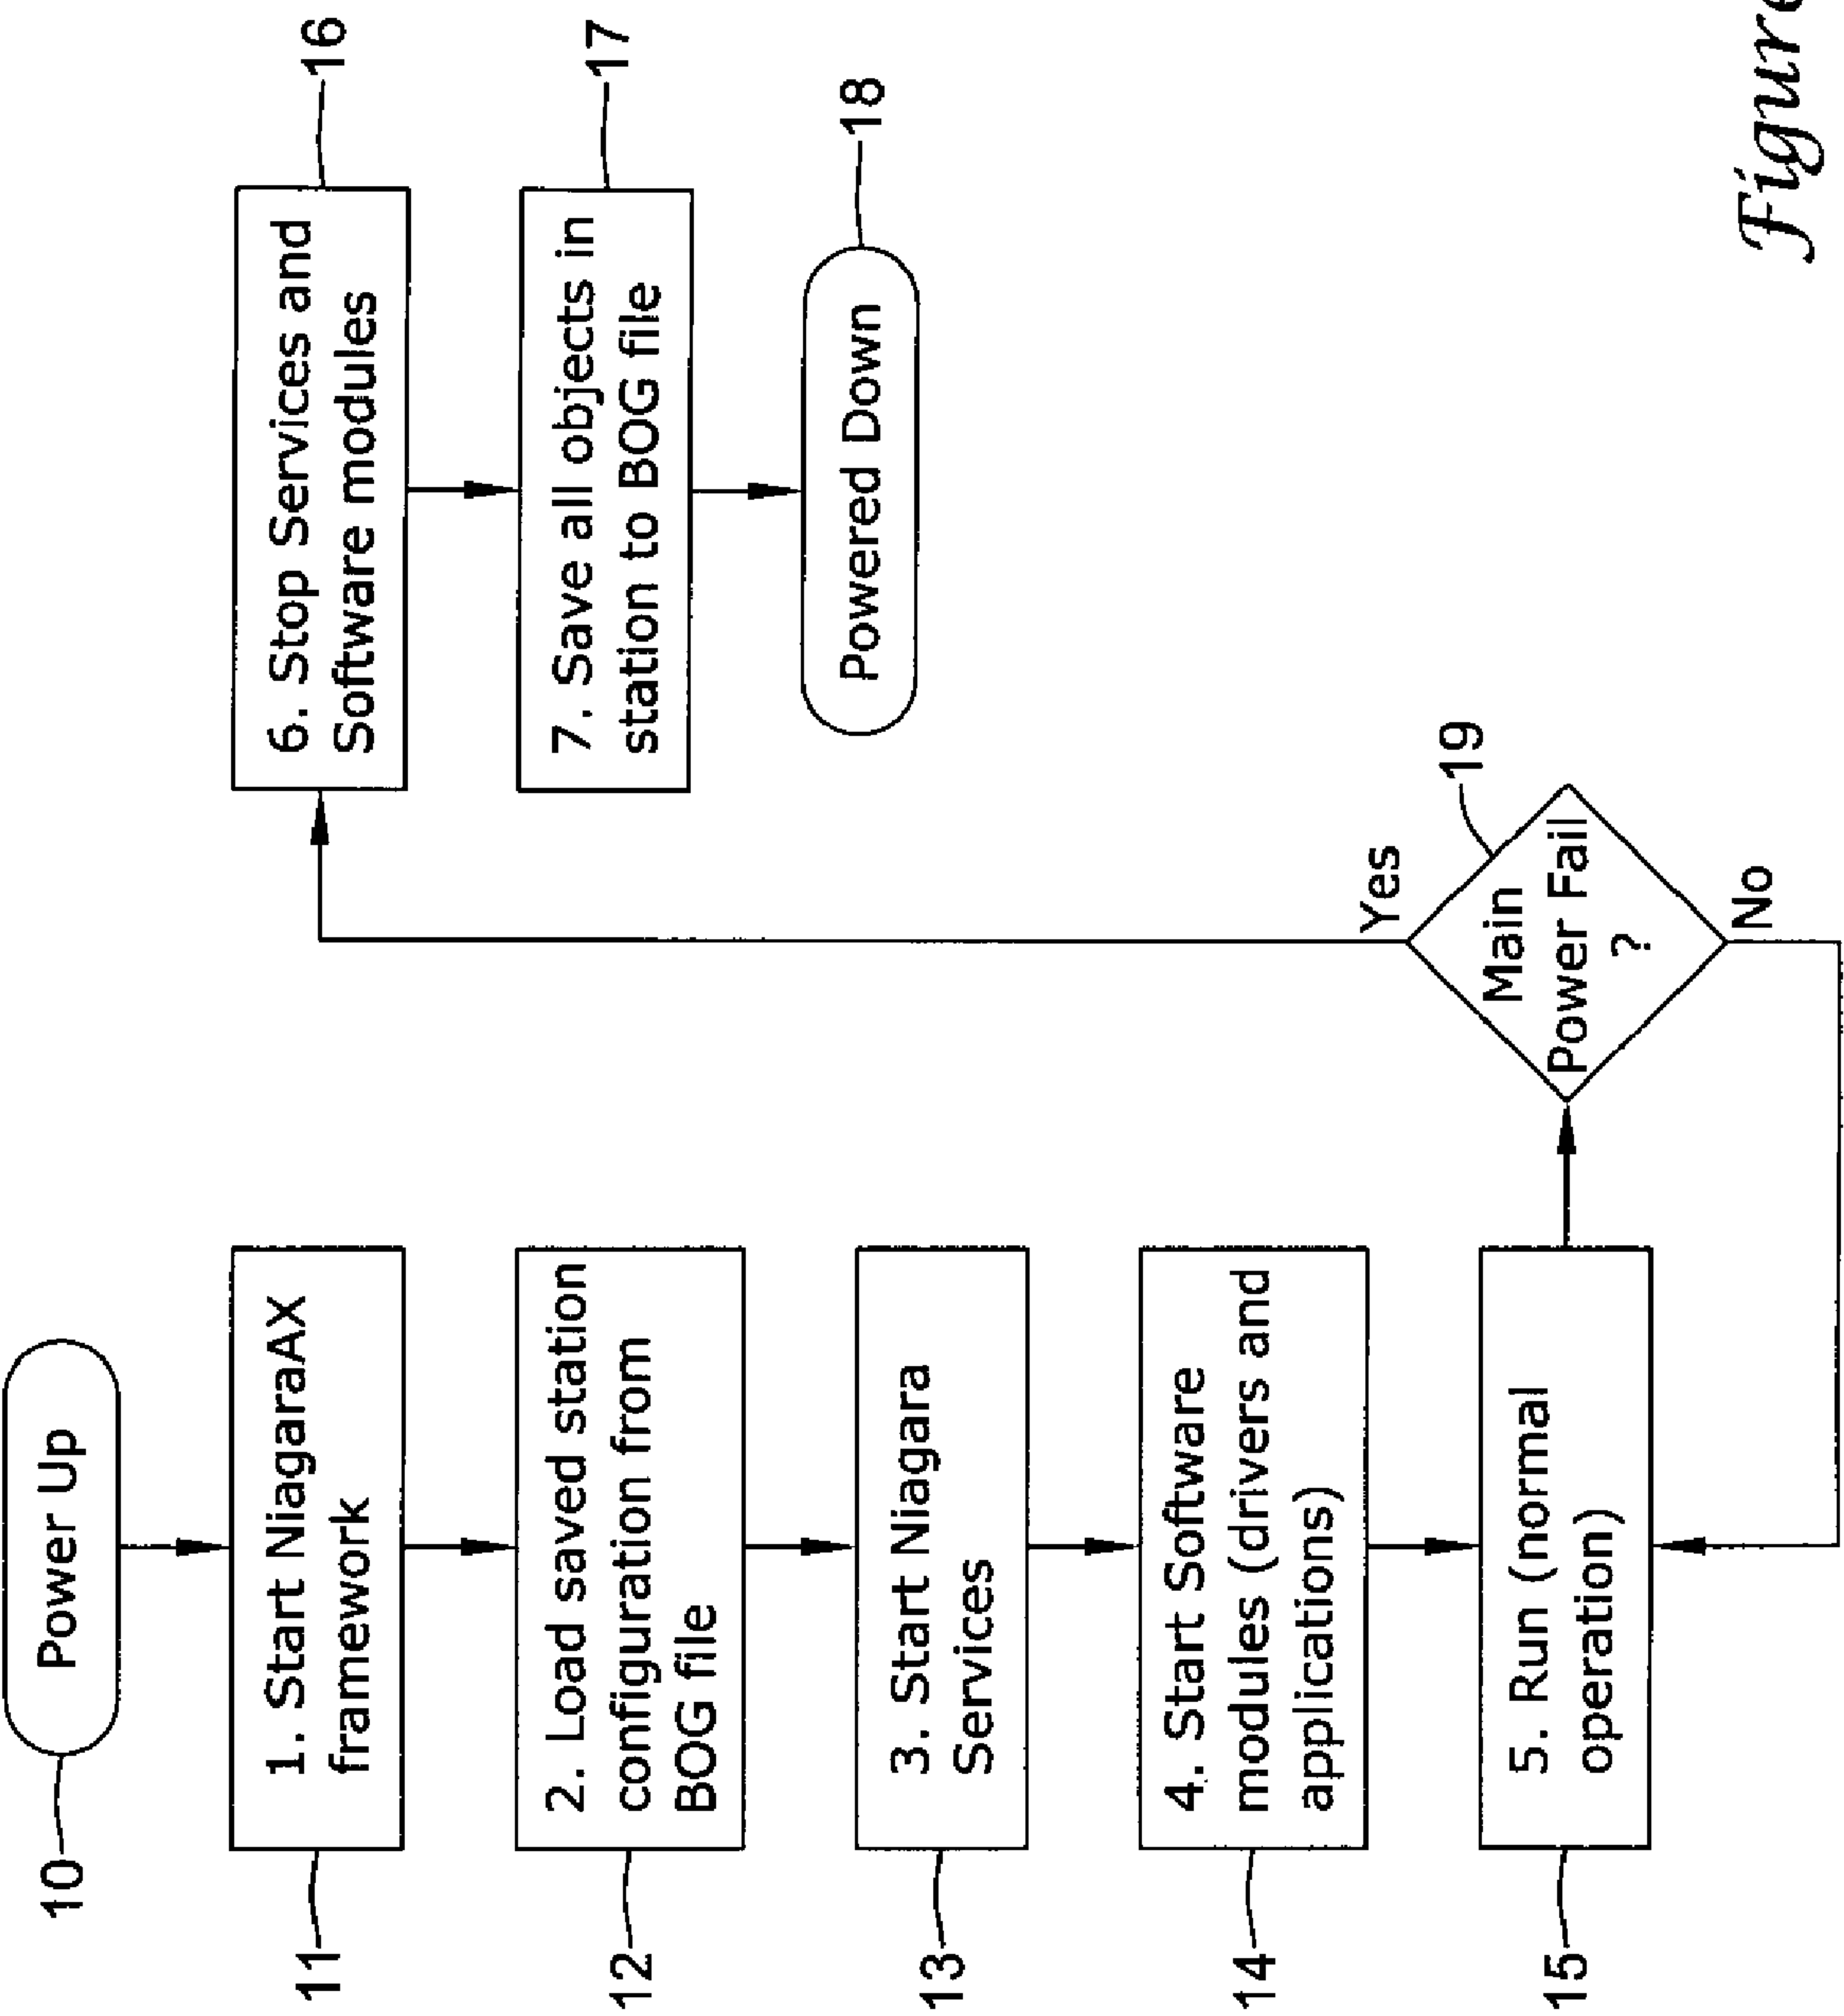 Power Up
10
1. Start NiagaraAX
framework
11
2. Load saved station
configuration from
BOG file
12
3. Start Niagara
Services
13
4. Start Software
modules (drivers and
applications)
14
5. Run (normal
operation)
15
Main
Power Fail
?
19
Yes
No
6. Stop Services and
Software modules
16
7. Save all objects in
station to BOG file
17
Powered Down
18
Figure